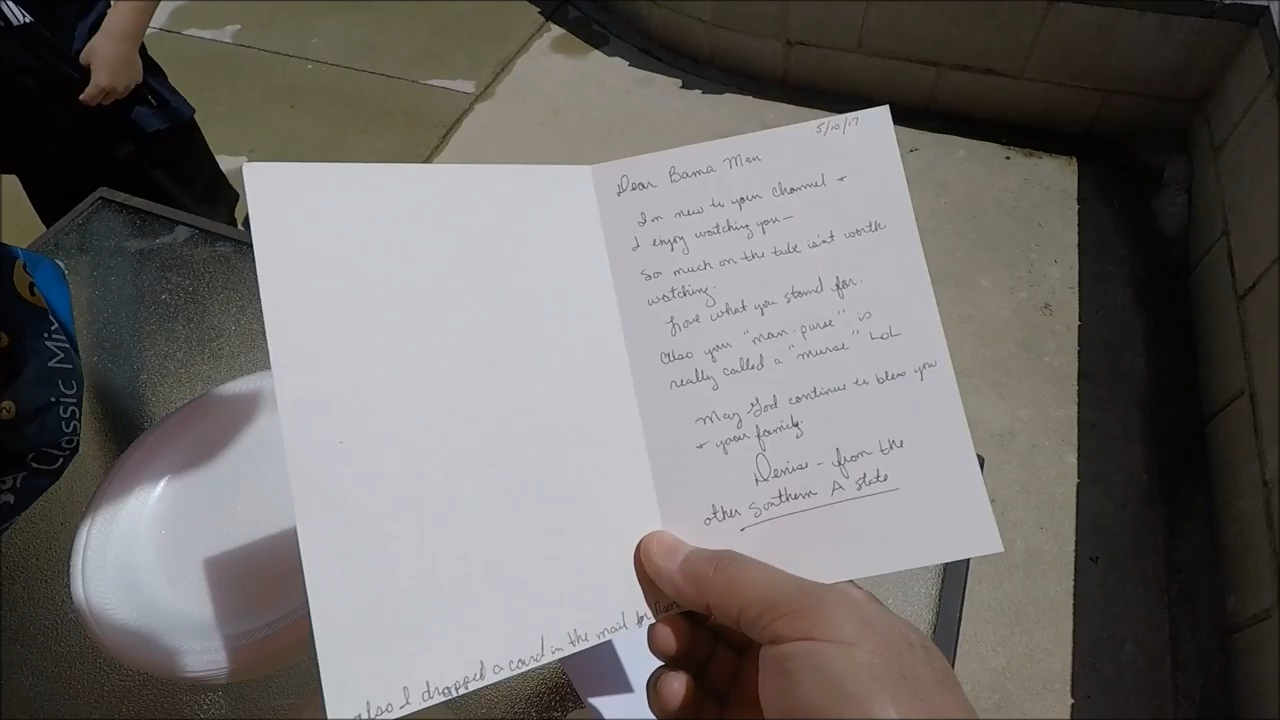 5/10/17
Dear Bama Man
I'm new to your channel +
I enjoy watching you—
So much on the tube isn't worth
watching.
Love what you stand for.
Also your "man-purse" is
really called a "murse" LoL
May God continue to bless you
+ your family.
Denise - from the
other Southern A state
also I dropped a card in the mail for
Classic Mix